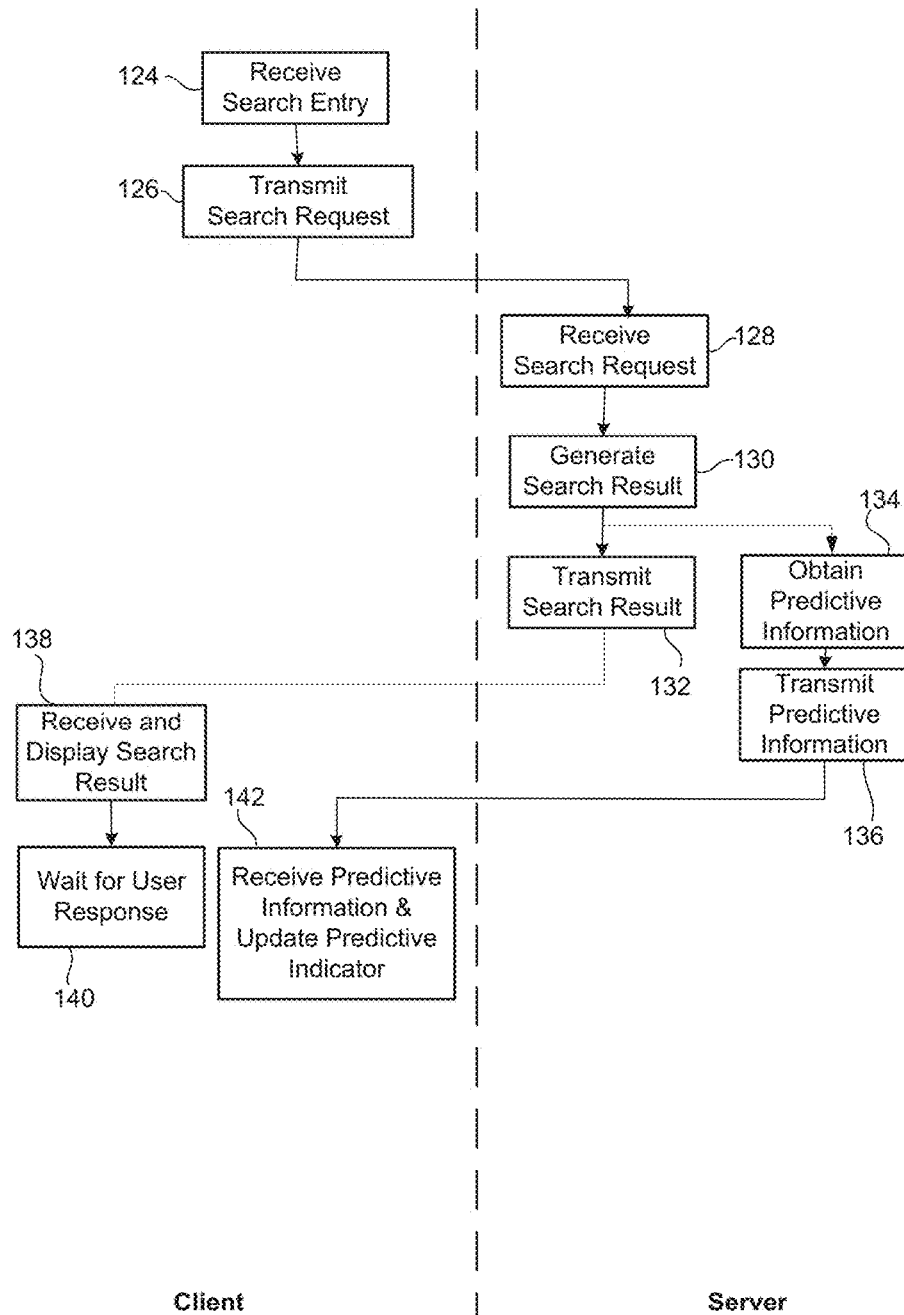 124
Receive
Search Entry
126
Transmit
Search Request
Receive
Search Request
128
Generate
Search Result
130
134
Transmit
Search Result
132
Obtain
Predictive
Information
138
Receive and
Display Search
Result
Transmit
Predictive
Information
136
142
Wait for User
Response
140
Receive Predictive
Information &
Update Predictive
Indicator
Client
Server